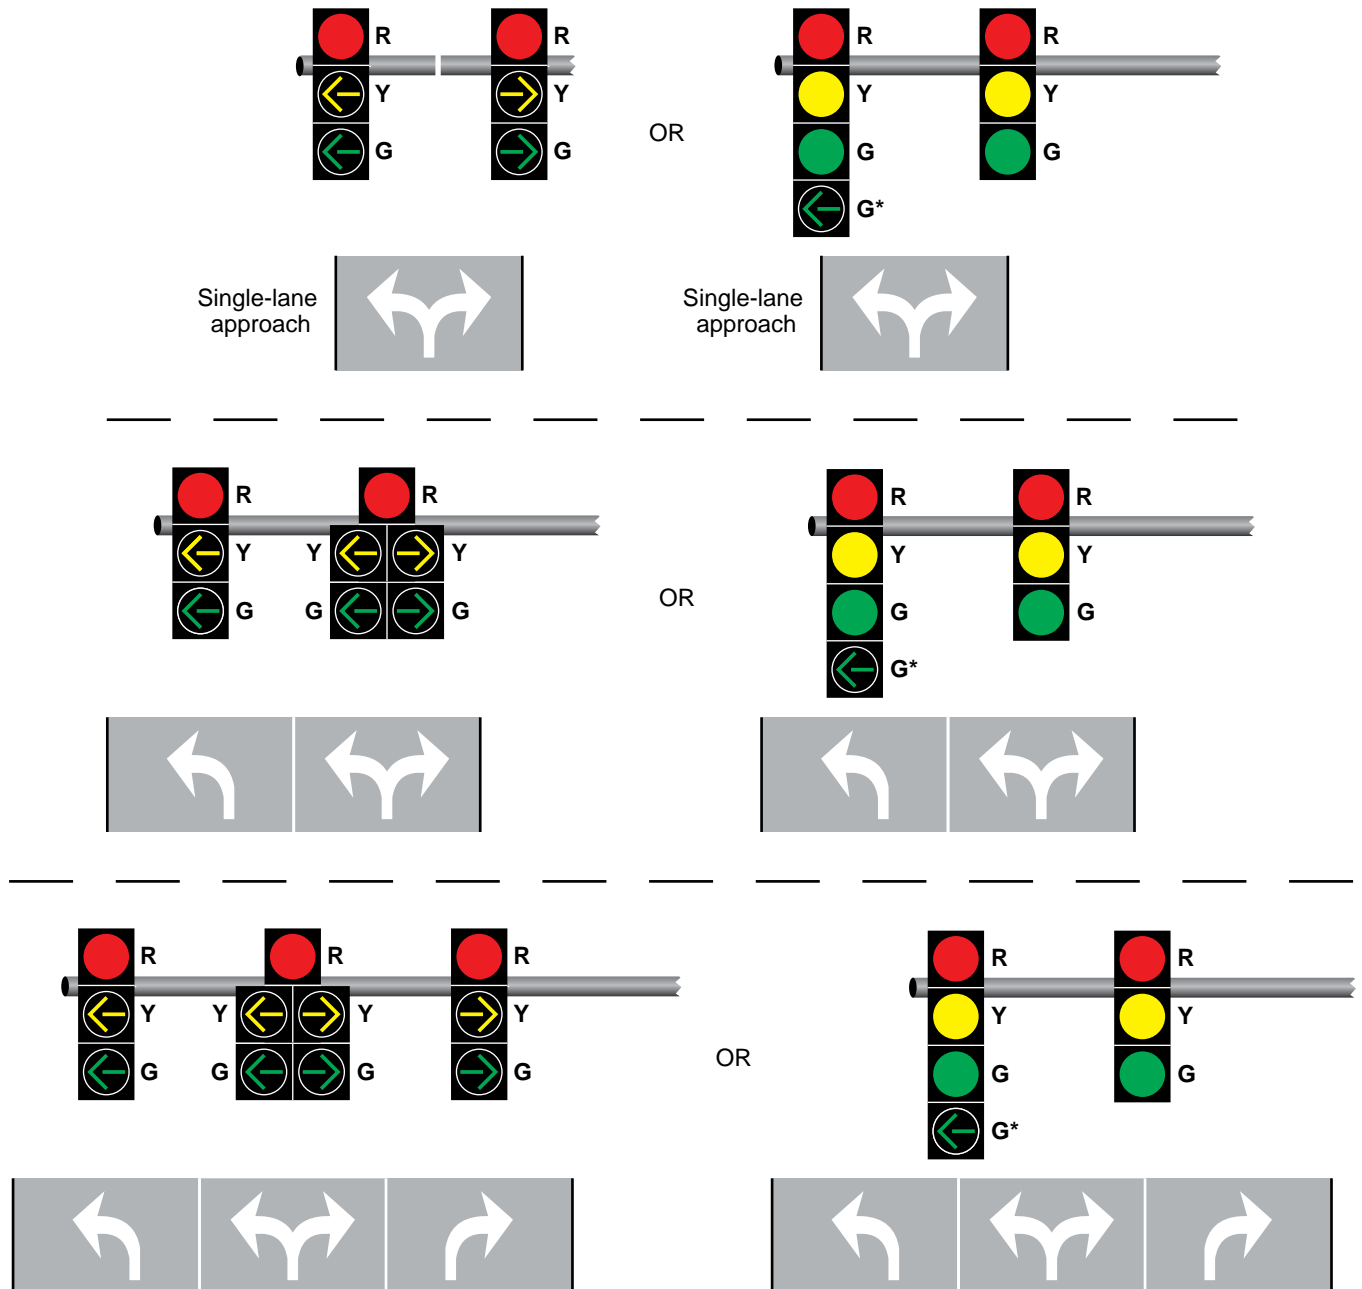 R R R R
Y Y Y Y
OR
G G G G
G*
Single-lane
approach
Single-lane
approach
R R R R
Y Y Y Y Y
OR
G G G G G
G*
R R R R R
Y Y Y Y Y Y
OR
G G G G G G
G*